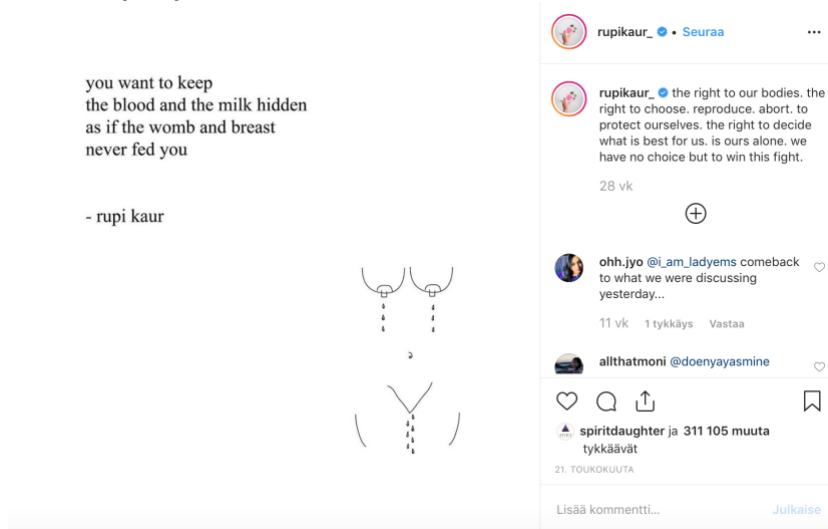 you want to keep
the blood and the milk hidden
as if the womb and breast
never fed you
- rupi kaur
rupikaur_ • Seuraa
rupikaur_ the right to our bodies. the
right to choose. reproduce. abort. to
protect ourselves. the right to decide
what is best for us. is ours alone. we
have no choice but to win this fight.
28 vk
ohh.jyo @i_am_ladyems comeback
to what we were discussing
yesterday...
11 vk 1 tykkäys Vastaa
allthatmoni @doenyayasmine
spiritdaughter ja 311 105 muuta
tykkäävät
21. TOUKOKUUTA
Lisää kommentti... Julkaise